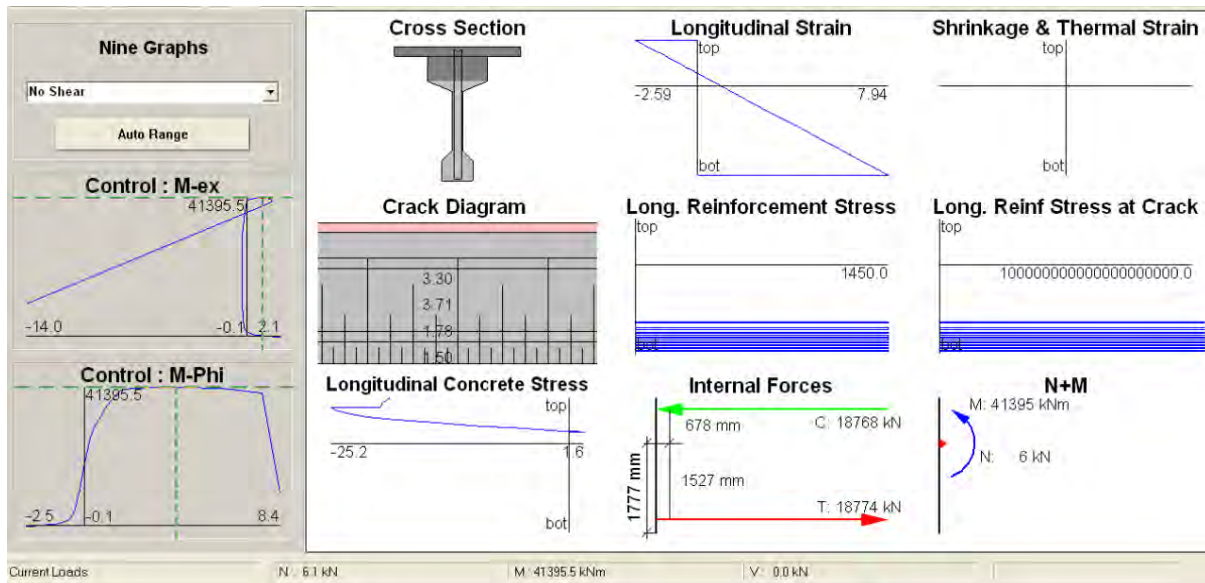 Nine Graphs
No Shear
Auto Range
Control : M-ex
41395.5
-14.0
-0.1
2.1
Control : M-Phi
41395.5
-2.5
-0.1
8.4
Cross Section
Longitudinal Strain
top
-2.59
7.94
bot
Shrinkage & Thermal Strain
top
bot
Crack Diagram
3.30
3.71
1.78
1.50
Long. Reinforcement Stress
top
1450.0
bot
Long. Reinf Stress at Crack
top
1000000000000000000000.0
bot
Longitudinal Concrete Stress
top
-25.2
1.6
bot
Internal Forces
678 mm
C: 18768 kN
1777 mm
1527 mm
T: 18774 kN
N+M
M: 41395 kNm
N: 6 kN
Current Loads
N : 6.1 kN
M: 41395.5 kNm
V: 0.0 kN